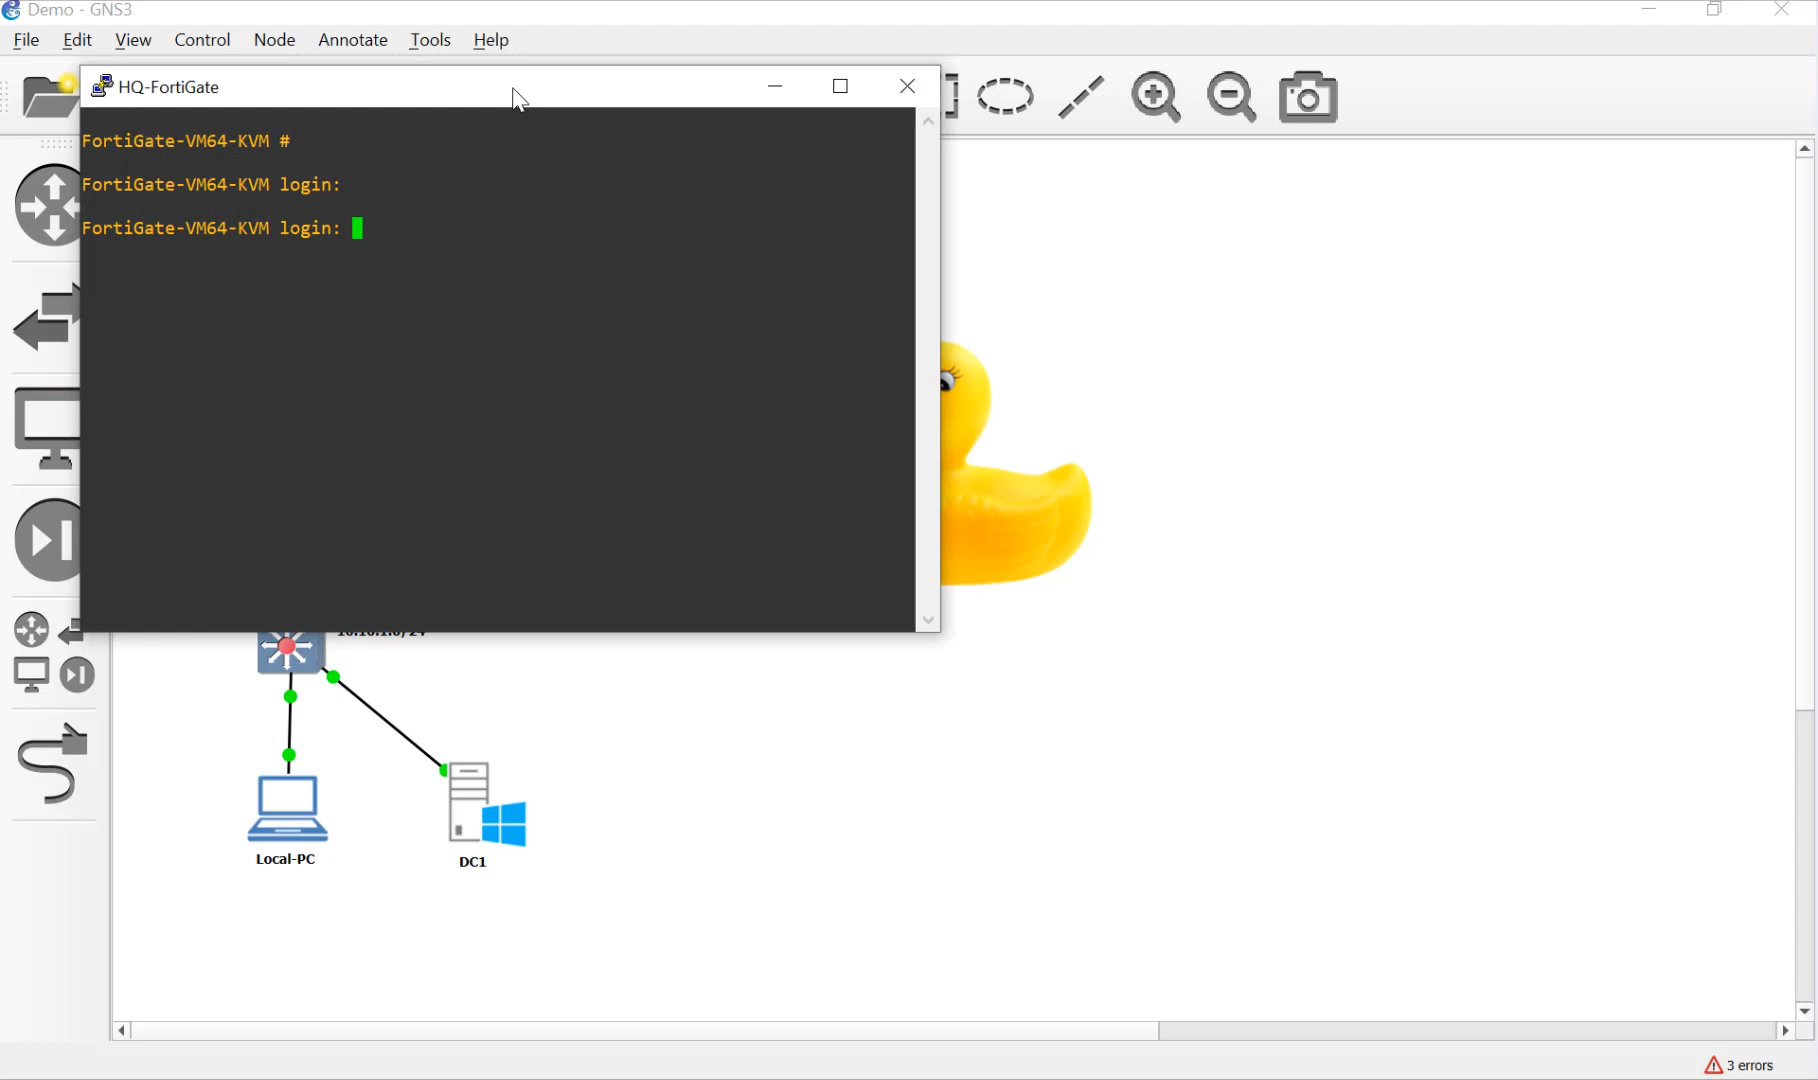 Demo - GNS3
File Edit View Control Node Annotate Tools Help
HQ-FortiGate
FortiGate-VM64-KVM #
FortiGate-VM64-KVM login:
FortiGate-VM64-KVM login:
Local-PC
DC1
3 errors